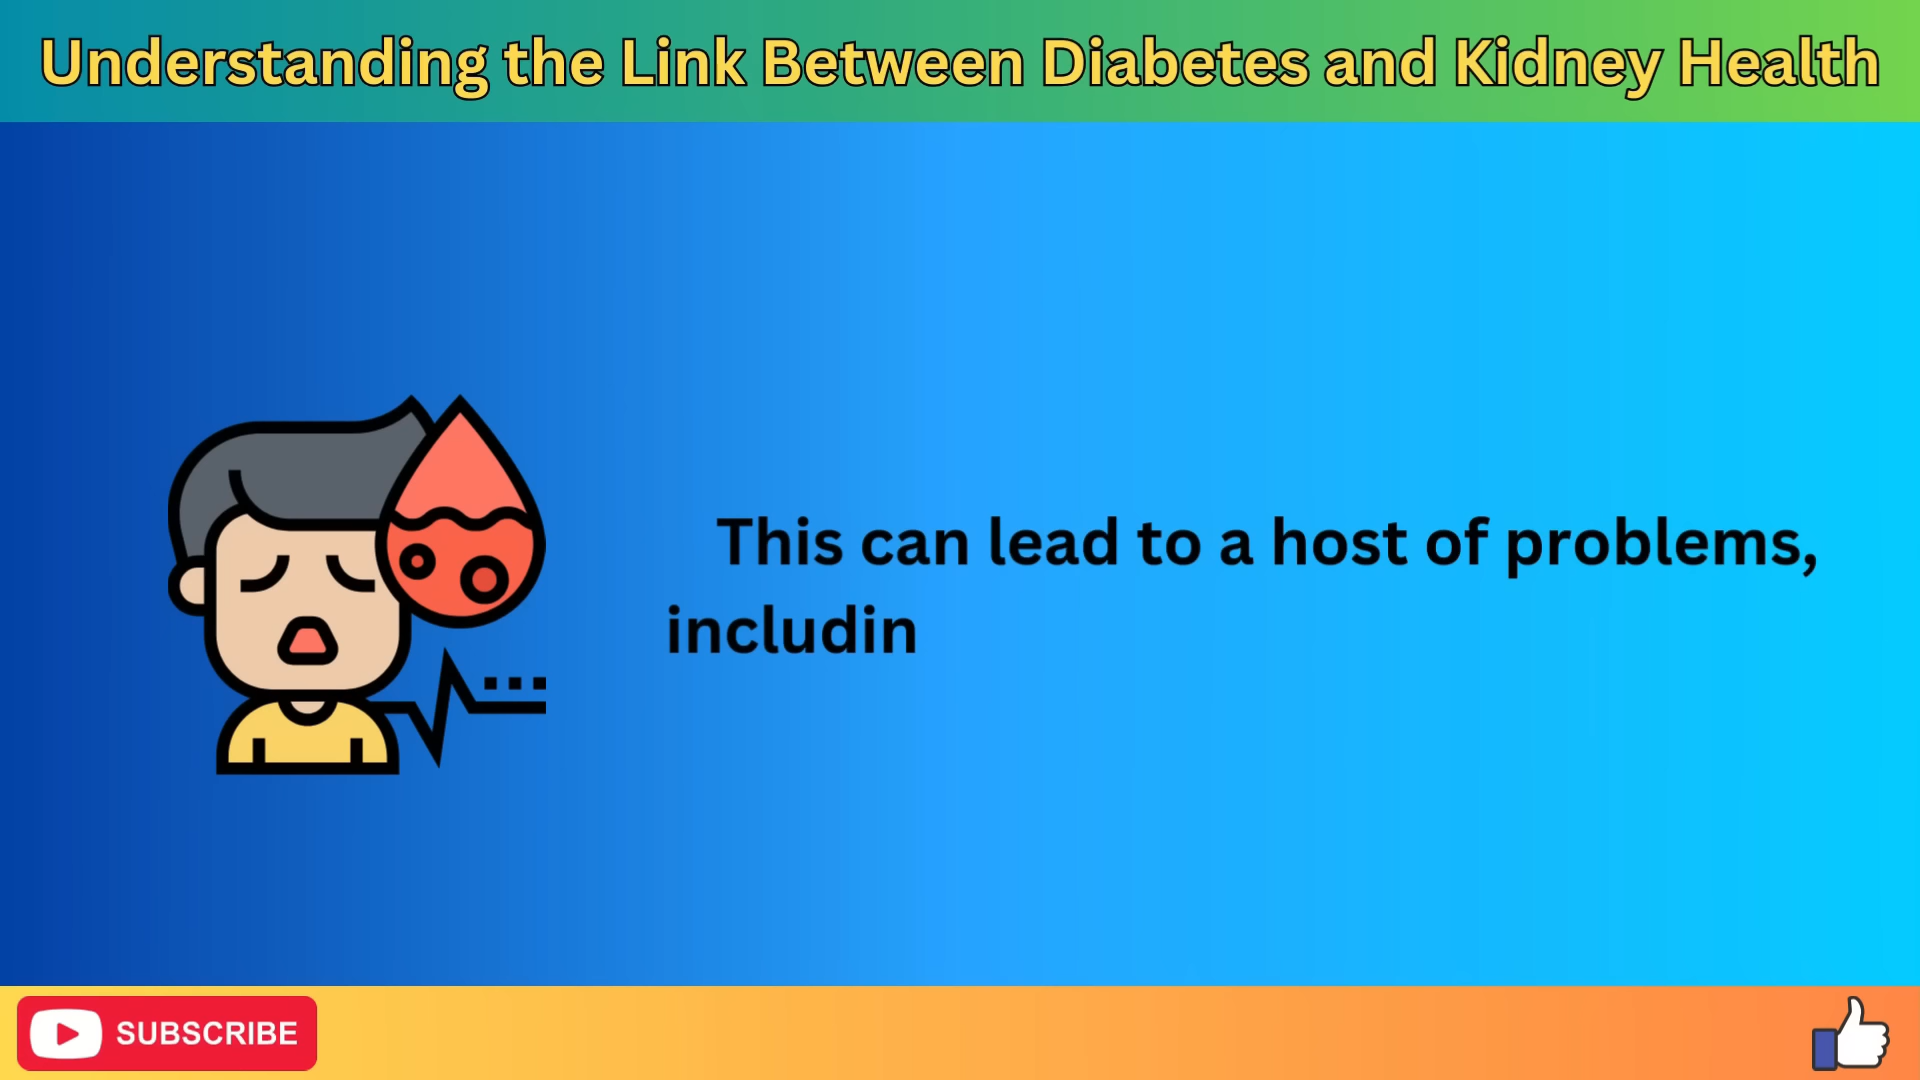 Understanding the Link Between Diabetes and Kidney Health
This can lead to a host of problems,
includin
SUBSCRIBE